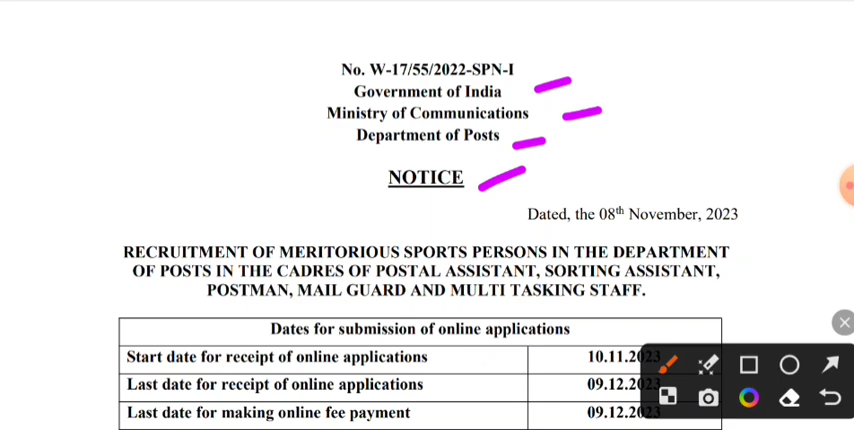 No. W-17/55/2022-SPN-I
Government of India
Ministry of Communications
Department of Posts
NOTICE
Dated, the 08th November, 2023
RECRUITMENT OF MERITORIOUS SPORTS PERSONS IN THE DEPARTMENT
OF POSTS IN THE CADRES OF POSTAL ASSISTANT, SORTING ASSISTANT,
POSTMAN, MAIL GUARD AND MULTI TASKING STAFF.
Dates for submission of online applications
Start date for receipt of online applications 10.11.2023
Last date for receipt of online applications 09.12.2023
Last date for making online fee payment 09.12.2023